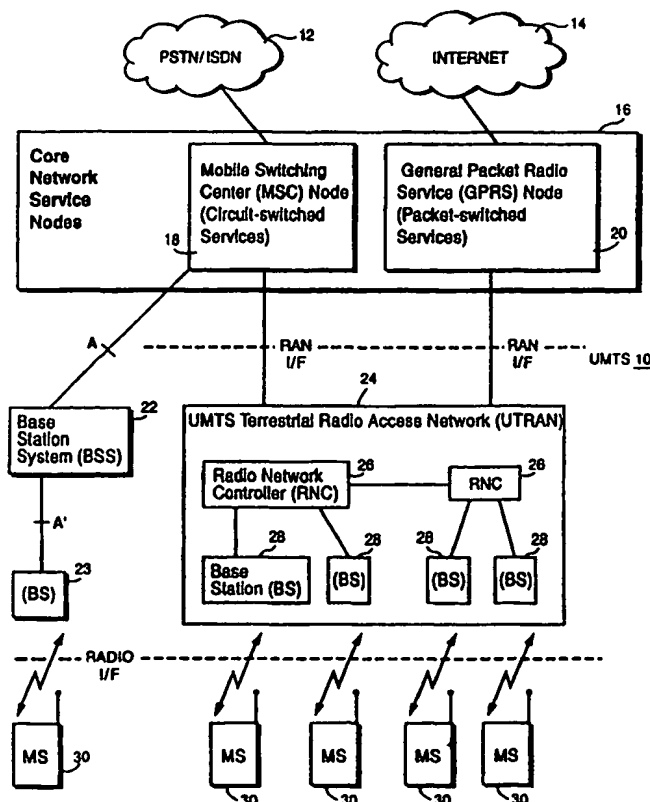 12
PSTN/ISDN
14
INTERNET
16
Core
Network
Service
Nodes
Mobile Switching
Center (MSC) Node
(Circuit-switched
Services)
18
General Packet Radio
Service (GPRS) Node
(Packet-switched
Services)
20
A
RAN
I/F
RAN
I/F
UMTS 10
22
Base
Station
System (BSS)
24
UMTS Terrestrial Radio Access Network (UTRAN)
26
Radio Network
Controller (RNC)
26
RNC
A'
28
Base
Station (BS)
28
(BS)
28
(BS)
28
(BS)
23
(BS)
RADIO
I/F
MS
30
MS
30
MS
30
MS
30
MS
30